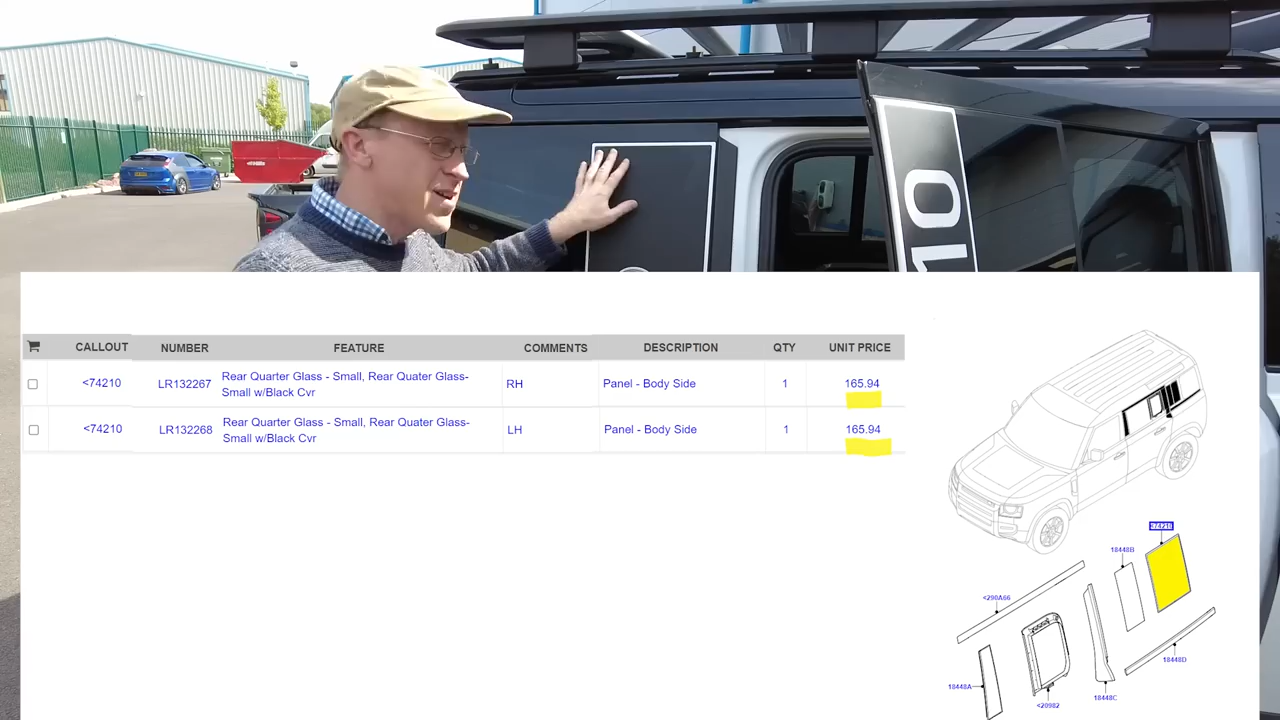 10
CALLOUT NUMBER FEATURE COMMENTS DESCRIPTION QTY UNIT PRICE
<74210 LR132267 Rear Quarter Glass - Small, Rear Quater Glass- RH Panel - Body Side 1 165.94
Small w/Black Cvr
<74210 LR132268 Rear Quarter Glass - Small, Rear Quater Glass- LH Panel - Body Side 1 165.94
Small w/Black Cvr
<74210
18448B
<290A66
18448D
18448A
18448C
<20982